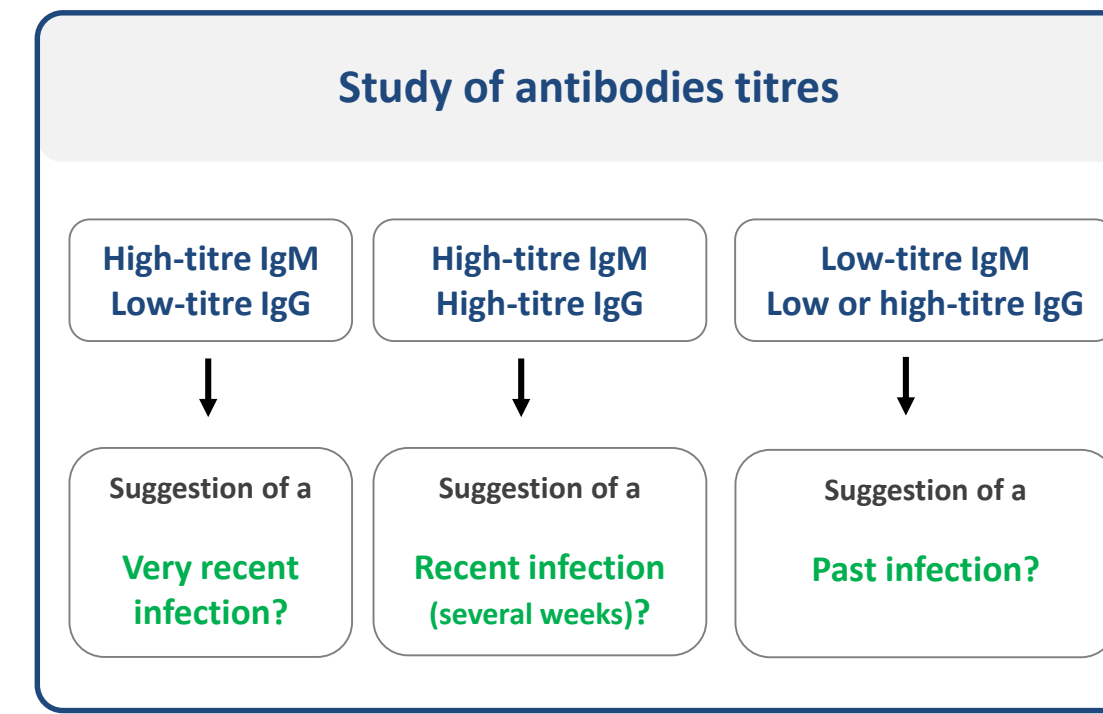 Study of antibodies titres
High-titre IgM
Low-titre IgG
High-titre IgM
High-titre IgG
Low-titre IgM
Low or high-titre IgG
Suggestion of a
Very recent
infection?
Suggestion of a
Recent infection
(several weeks)?
Suggestion of a
Past infection?